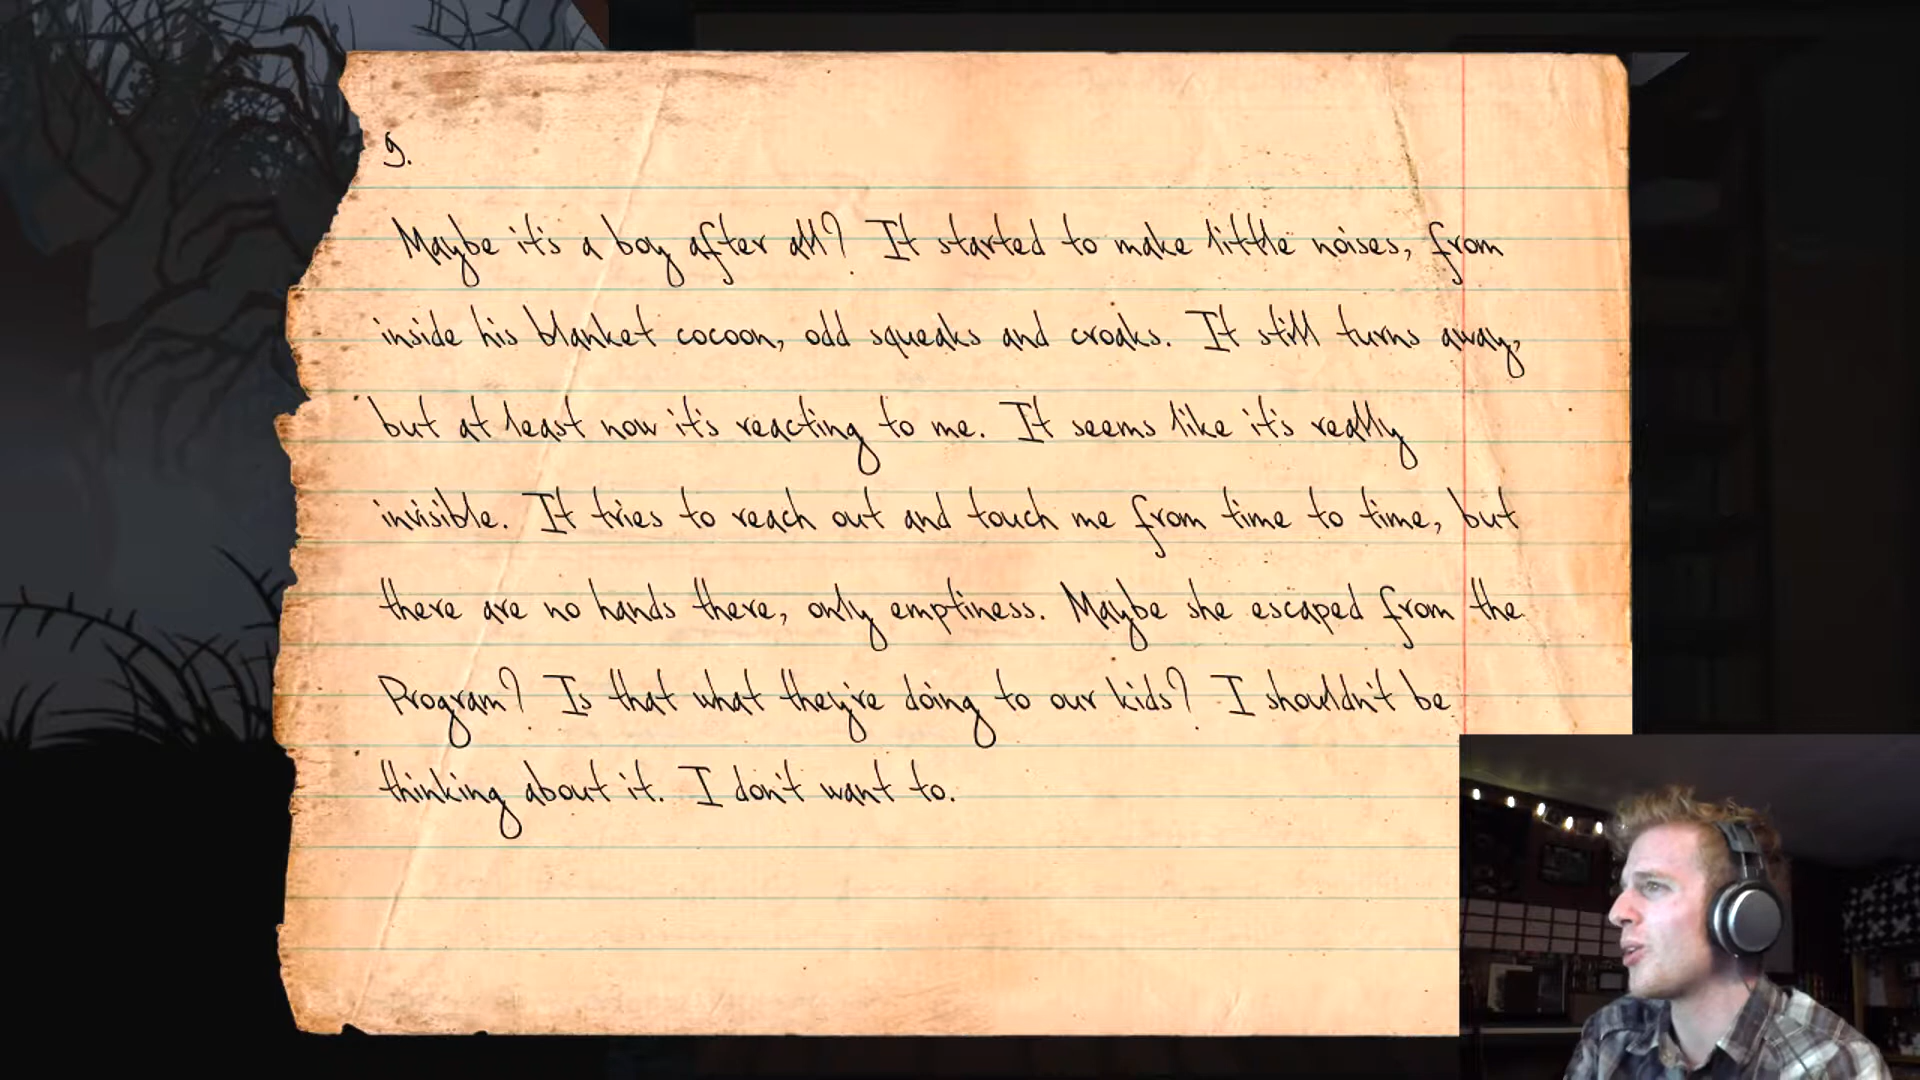 9.
Maybe it's a boy after all? It started to make little noises, from
inside his blanket cocoon, odd squeaks and croaks. It still turns away,
but at least now it's reacting to me. It seems like it's really
invisible. It tries to reach out and touch me from time to time, but
there are no hands there, only emptiness. Maybe she escaped from the
Program? Is that what they're doing to our kids? I shouldn't be
thinking about it. I don't want to.